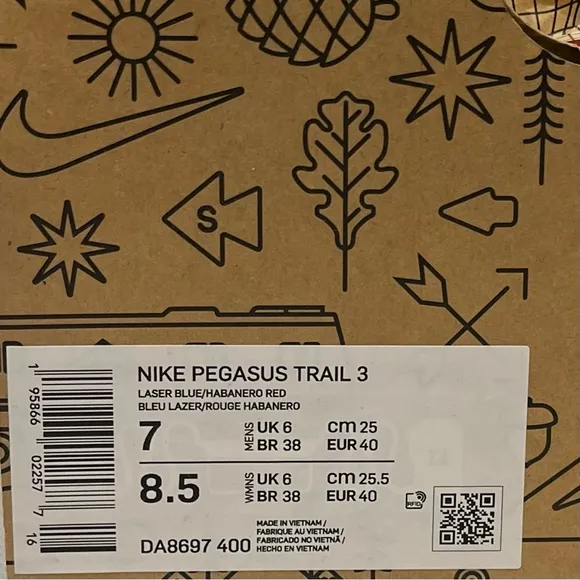 S
NIKE PEGASUS TRAIL 3
LASER BLUE/HABANERO RED
BLEU LAZER/ROUGE HABANERO
7 MENS UK 6 CM 25
BR 38 EUR 40
8.5 WMNS UK 6 CM 25.5
BR 38 EUR 40
RFID
MADE IN VIETNAM /
FABRIQUE AU VIETNAM /
FABRICADO NO VIETNÃ /
HECHO EN VIETNAM
DA8697 400
1 95866 02257 7
16